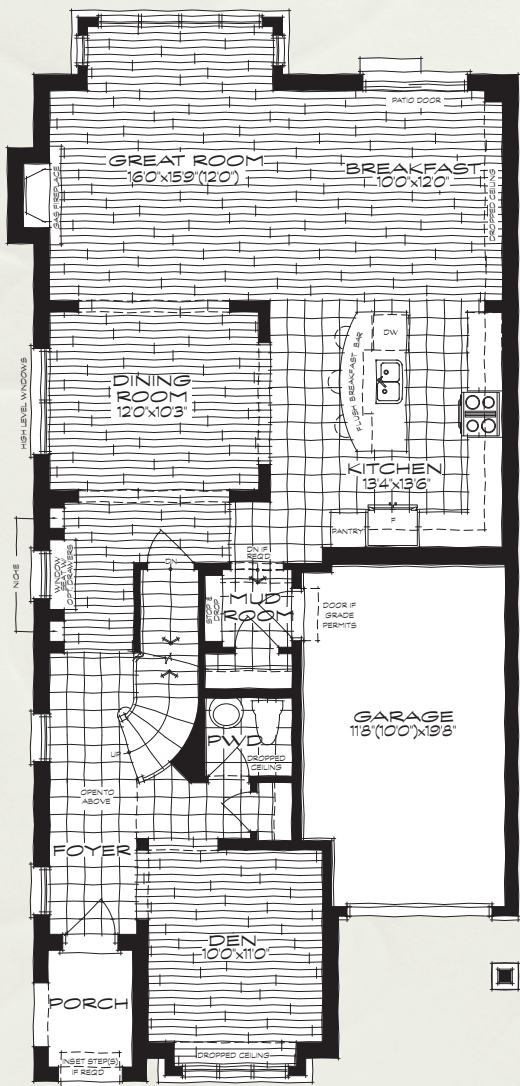 PATIO DOOR
GREAT ROOM
16'0"x15'9"(12'0")
BREAKFAST
10'0"x12'0"
GAS FIREPLACE
DROPPED CEILING
DW
FLUSH BREAKFAST BAR
HIGH LEVEL WINDOWS
DINING
ROOM
12'0"x10'3"
KITCHEN
13'4"x13'6"
PANTRY
F
NICHE
WINDOW
SEAT W/
OPT. DRAWERS
DN
DN IF
REQ'D
STOP &
DROP
MUD
ROOM
DOOR IF
GRADE
PERMITS
GARAGE
11'8"(10'0")x19'8"
UP
PWD
DROPPED
CEILING
OPEN TO
ABOVE
FOYER
DEN
10'0"x11'0"
PORCH
INSET STEP(S)
IF REQ'D
DROPPED CEILING